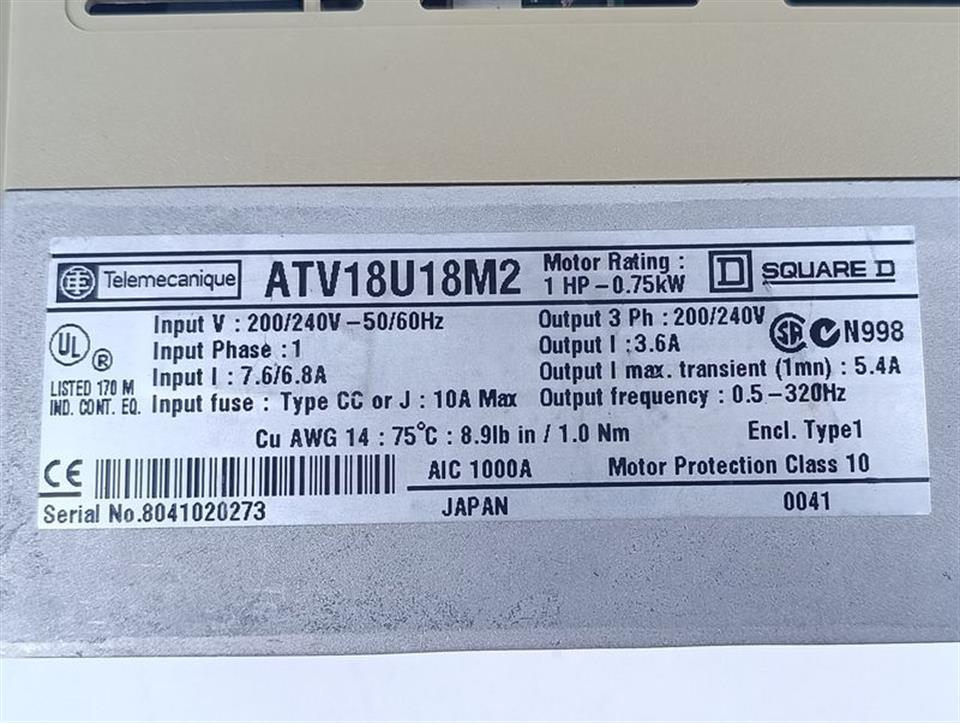 Telemecanique ATV18U18M2 Motor Rating : 1 HP – 0.75kW SQUARE D
Input V : 200/240V – 50/60Hz
Output 3 Ph : 200/240V
UL Input Phase : 1
Output I : 3.6A
SA N998
LISTED 170 M
IND. CONT. EQ.
Input I : 7.6/6.8A
Output I max. transient (1mn) : 5.4A
Input fuse : Type CC or J : 10A Max
Output frequency : 0.5 – 320Hz
Cu AWG 14 : 75°C : 8.9lb in / 1.0 Nm
Encl. Type1
CE AIC 1000A Motor Protection Class 10
Serial No.8041020273 JAPAN 0041